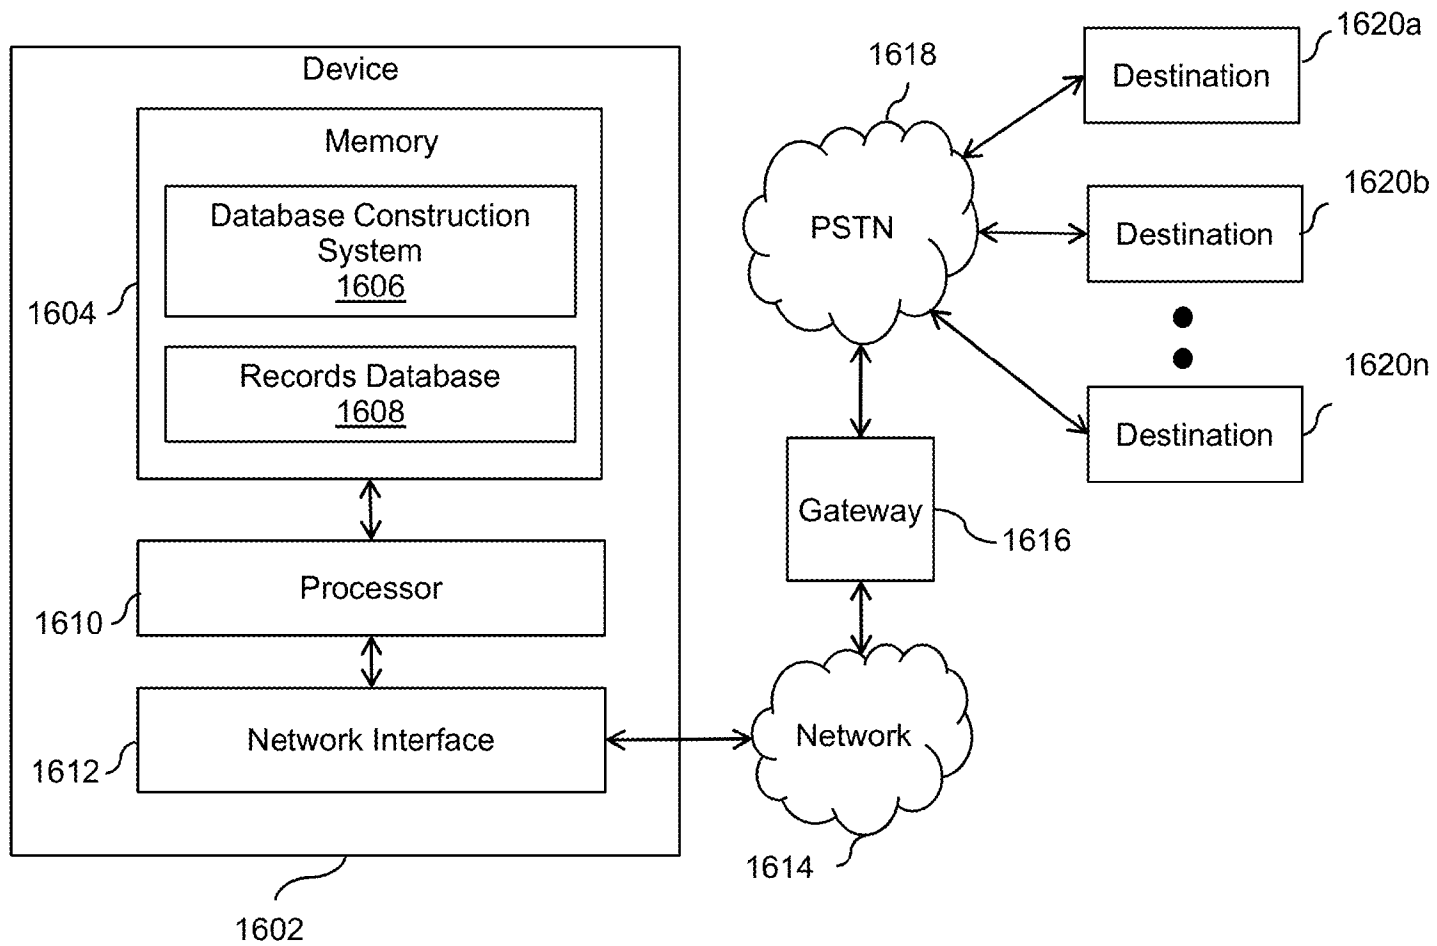 Device
Memory
Database Construction
System
1606
Records Database
1608
1604
Processor
1610
Network Interface
1612
1602
1618
PSTN
Gateway
1616
Network
1614
1620a
Destination
1620b
Destination
1620n
Destination